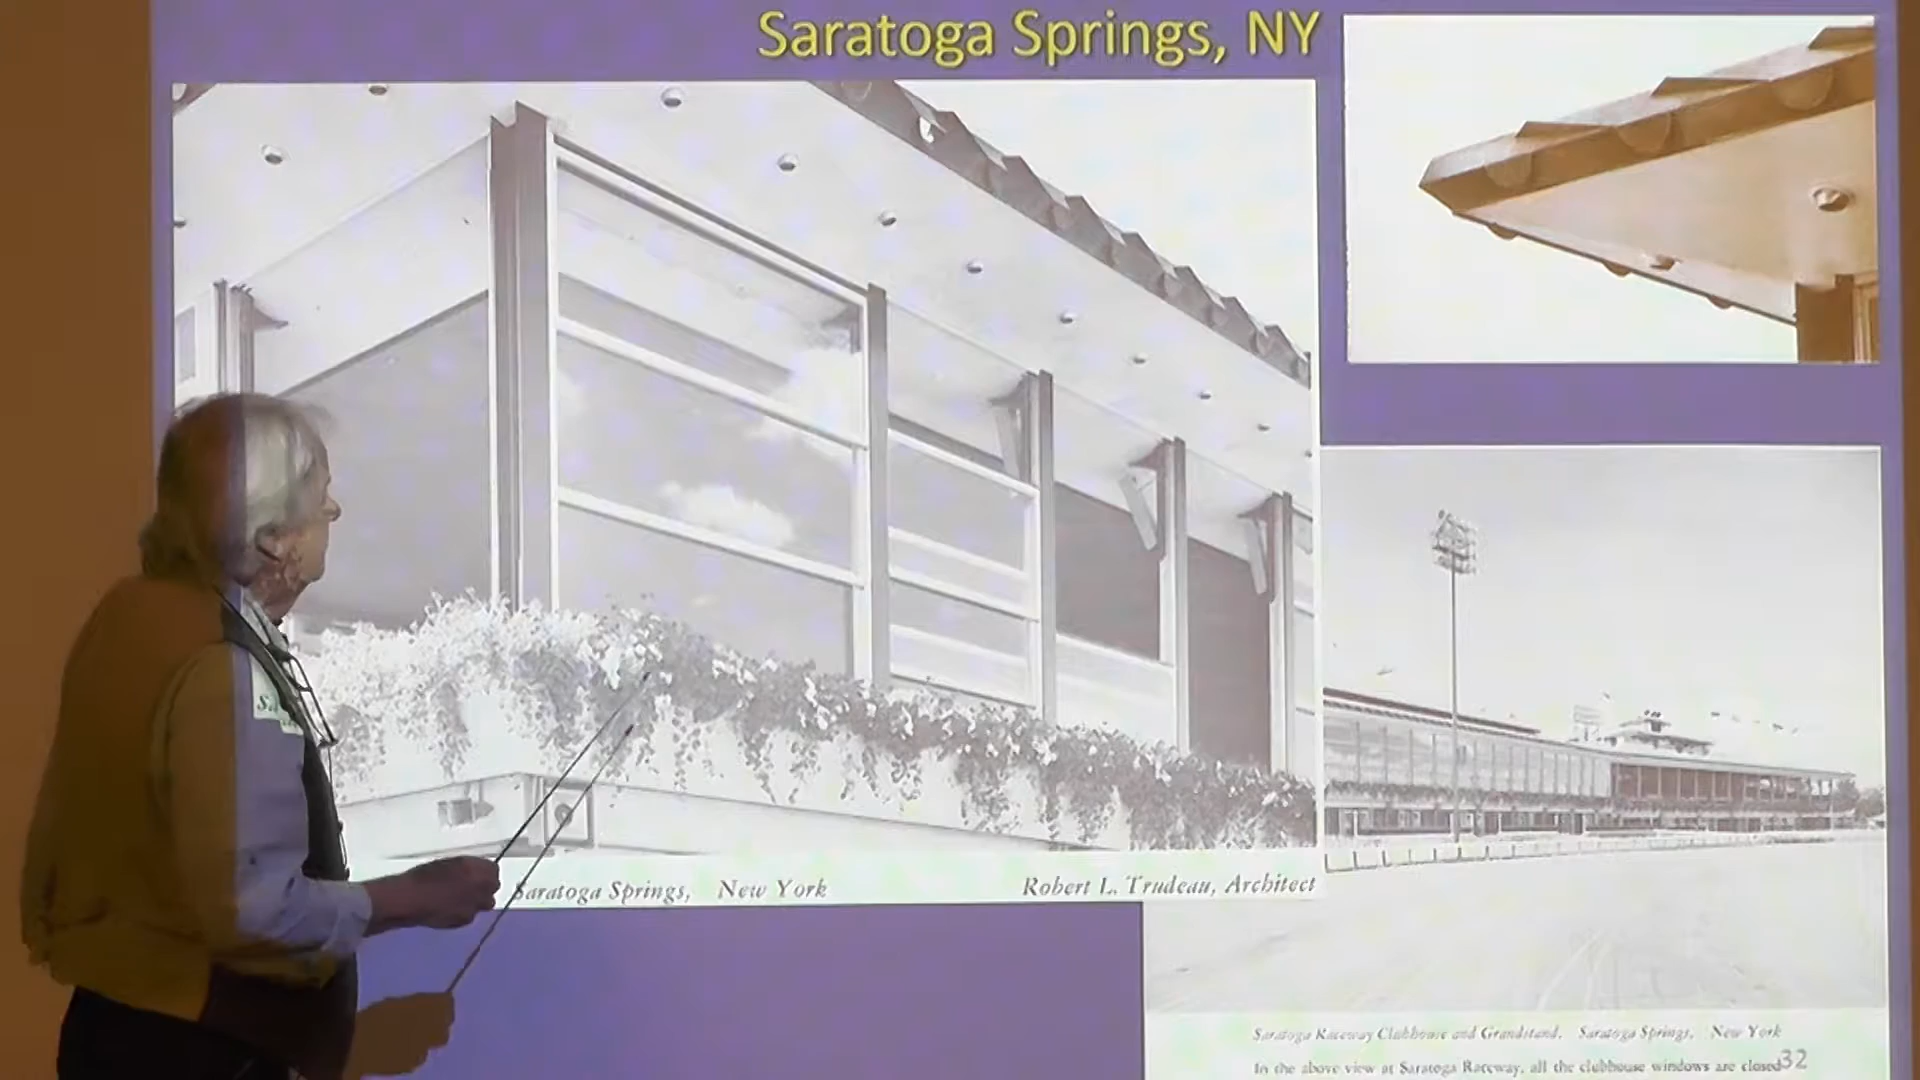 Saratoga Springs, NY
Saratoga Springs, New York
Robert L. Trudeau, Architect
Saratoga Raceway Clubhouse and Grandstand. Saratoga Springs, New York
In the above view at Saratoga Raceway, all the clubhouse windows are closed
32